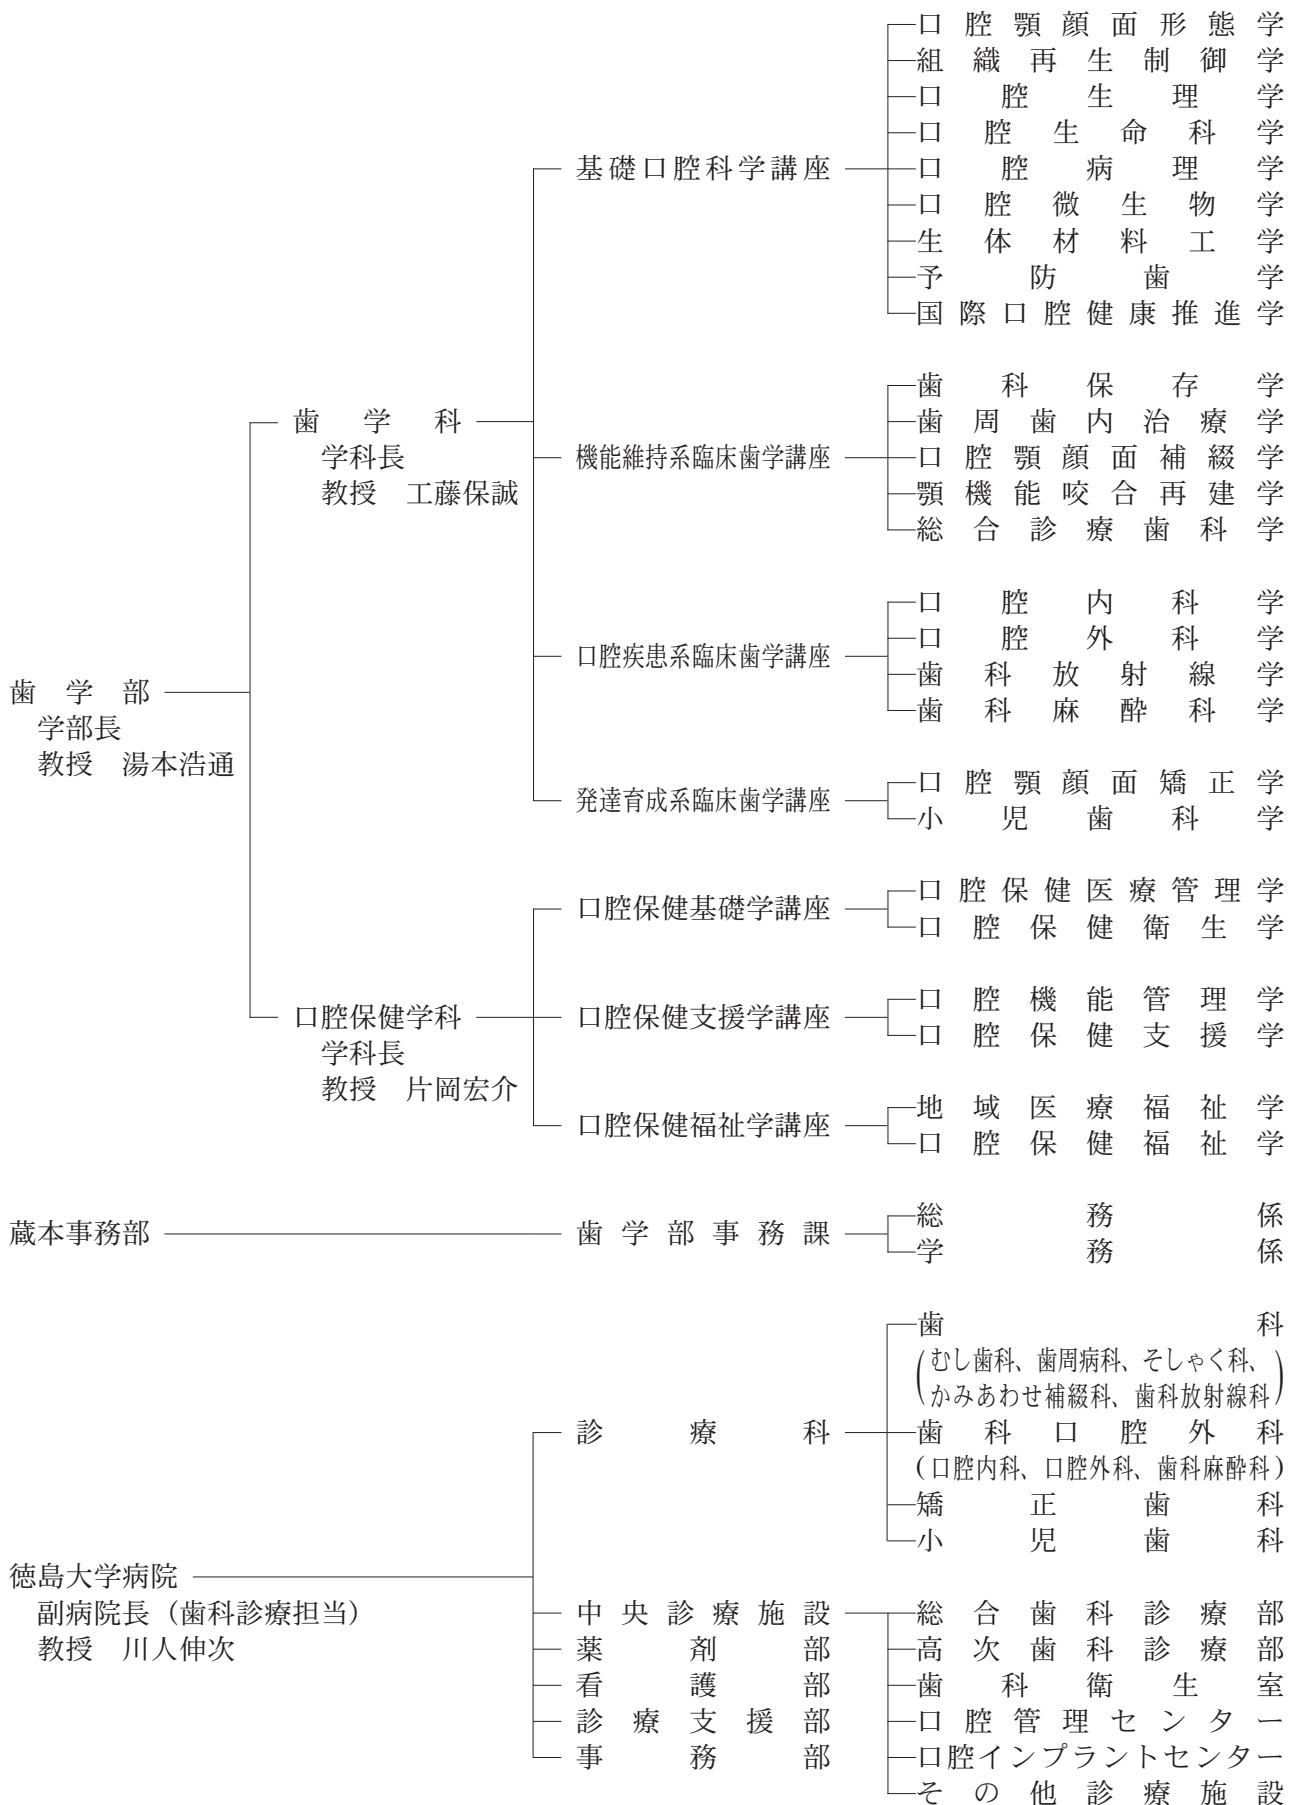 歯学部
学部長
教授　湯本浩通
歯学科
学科長
教授　工藤保誠
基礎口腔科学講座
口腔顎顔面形態学
組織再生制御学
口腔生理学
口腔生命科学
口腔病理学
口腔微生物学
生体材料工学
予防歯学
国際口腔健康推進学
機能維持系臨床歯学講座
歯科保存学
歯周歯内治療学
口腔顎顔面補綴学
顎機能咬合再建学
総合診療歯科学
口腔疾患系臨床歯学講座
口腔内科学
口腔外科学
歯科放射線学
歯科麻酔科学
発達育成系臨床歯学講座
口腔顎顔面矯正学
小児歯科学
口腔保健学科
学科長
教授　片岡宏介
口腔保健基礎学講座
口腔保健医療管理学
口腔保健衛生学
口腔保健支援学講座
口腔機能管理学
口腔保健支援学
口腔保健福祉学講座
地域医療福祉学
口腔保健福祉学
蔵本事務部
歯学部事務課
総務係
学務係
徳島大学病院
副病院長（歯科診療担当）
教授　川人伸次
診療科
歯科
（むし歯科、歯周病科、そしゃく科、
かみあわせ補綴科、歯科放射線科）
歯科口腔外科
（口腔内科、口腔外科、歯科麻酔科）
矯正歯科
小児歯科
中央診療施設
総合歯科診療部
高次歯科診療部
歯科衛生室
口腔管理センター
口腔インプラントセンター
その他診療施設
薬剤部
看護部
診療支援部
事務部